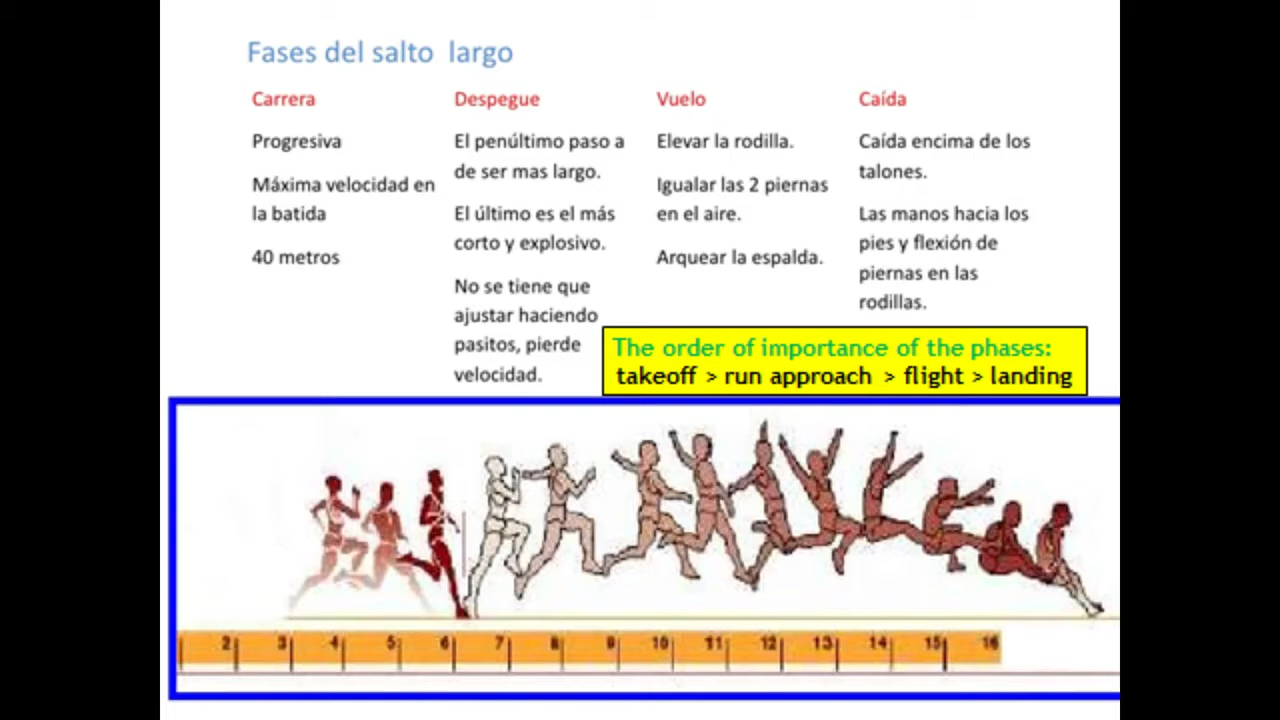 Fases del salto largo
Carrera
Progresiva
Máxima velocidad en
la batida
40 metros
Despegue
El penúltimo paso a
de ser mas largo.
El último es el más
corto y explosivo.
No se tiene que
ajustar haciendo
pasitos, pierde
velocidad.
Vuelo
Elevar la rodilla.
Igualar las 2 piernas
en el aire.
Arquear la espalda.
Caída
Caída encima de los
talones.
Las manos hacia los
pies y flexión de
piernas en las
rodillas.
The order of importance of the phases:
takeoff > run approach > flight > landing
2 3 4 5 6 7 8 9 10 11 12 13 14 15 16